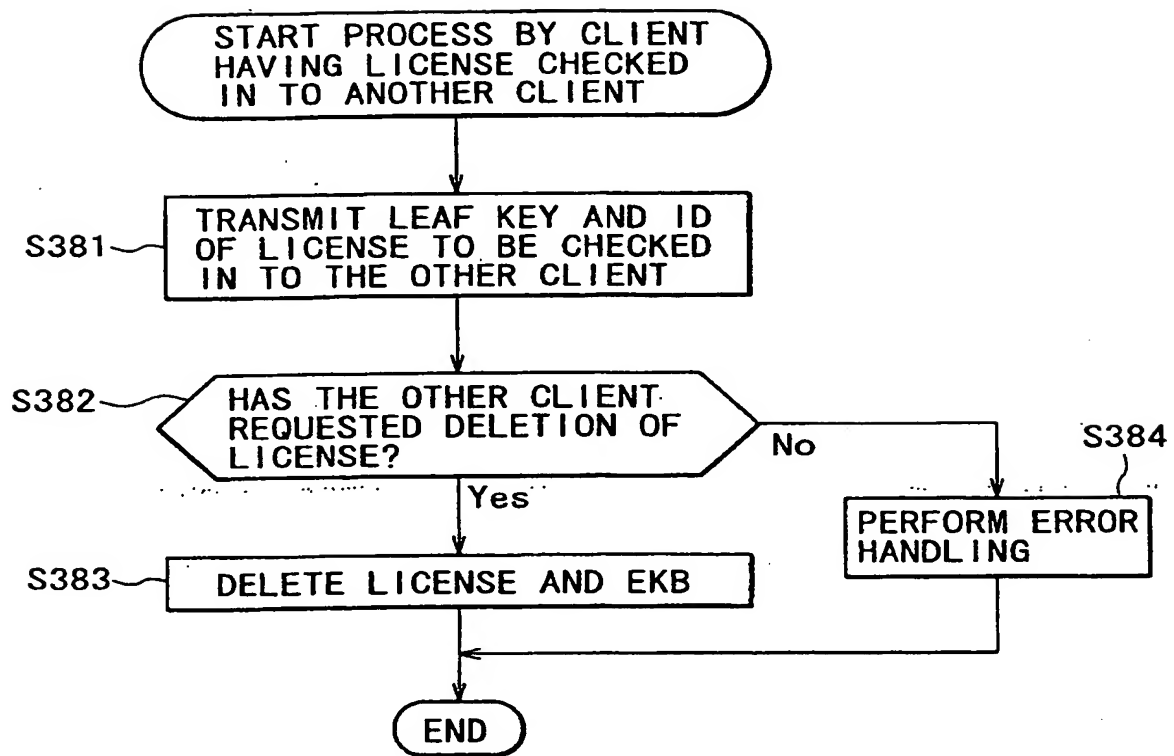 START PROCESS BY CLIENT
HAVING LICENSE CHECKED
IN TO ANOTHER CLIENT
S381
TRANSMIT LEAF KEY AND ID
OF LICENSE TO BE CHECKED
IN TO THE OTHER CLIENT
S382
HAS THE OTHER CLIENT
REQUESTED DELETION OF
LICENSE?
No
S384
Yes
PERFORM ERROR
HANDLING
S383
DELETE LICENSE AND EKB
END